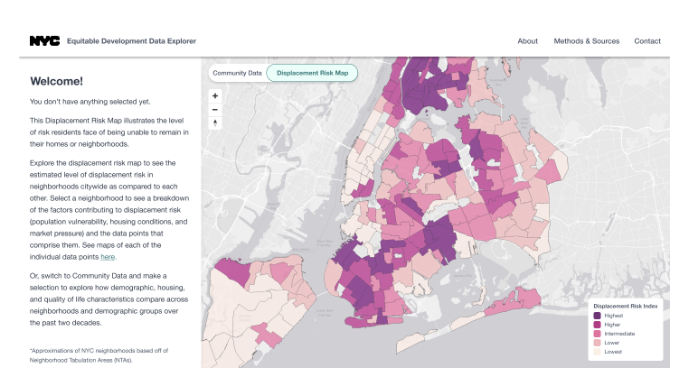 NYC Equitable Development Data Explorer
About Methods & Sources Contact
Community Data Displacement Risk Map
+
−
Welcome!
You don't have anything selected yet.
This Displacement Risk Map illustrates the level
of risk residents face of being unable to remain in
their homes or neighborhoods.
Explore the displacement risk map to see the
estimated level of displacement risk in
neighborhoods citywide as compared to each
other. Select a neighborhood to see a breakdown
of the factors contributing to displacement risk
(population vulnerability, housing conditions, and
market pressure) and the data points that
comprise them. See maps of each of the
individual data points here.
Or, switch to Community Data and make a
selection to explore how demographic, housing,
and quality of life characteristics compare across
neighborhoods and demographic groups over
the past two decades.
*Approximations of NYC neighborhoods based off of
Neighborhood Tabulation Areas (NTAs).
Displacement Risk Index
Highest
Higher
Intermediate
Lower
Lowest